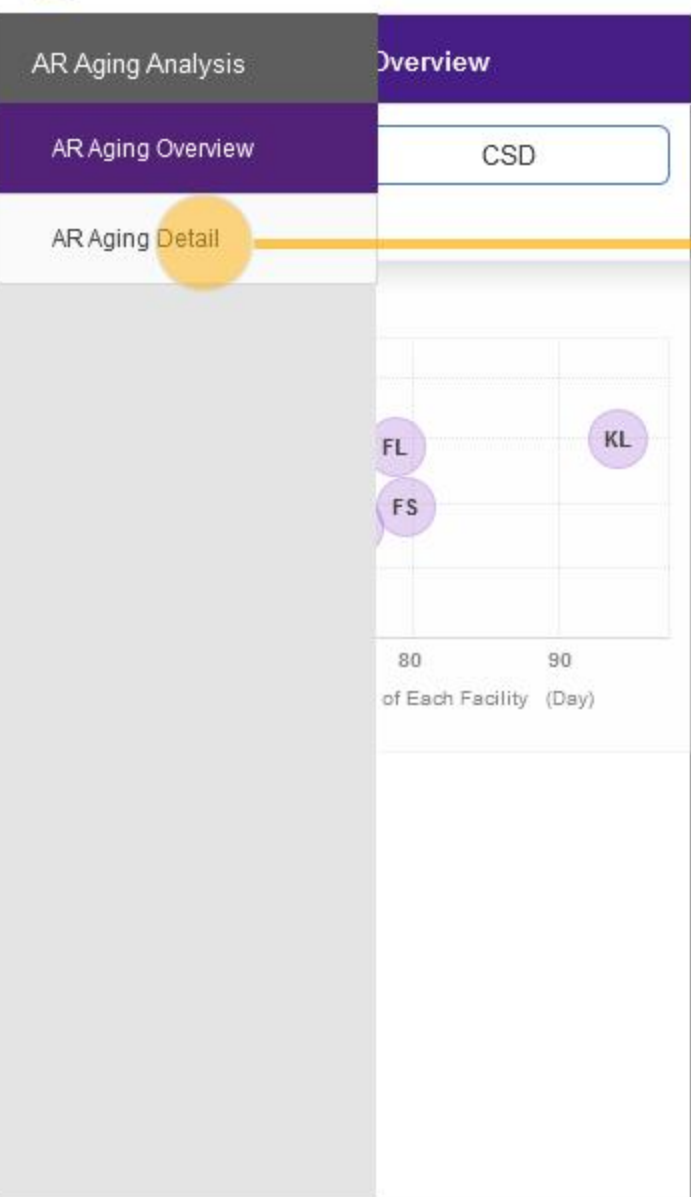 AR Aging Analysis
Overview
AR Aging Overview
CSD
AR Aging Detail
FL
KL
FS
80 90
of Each Facility (Day)